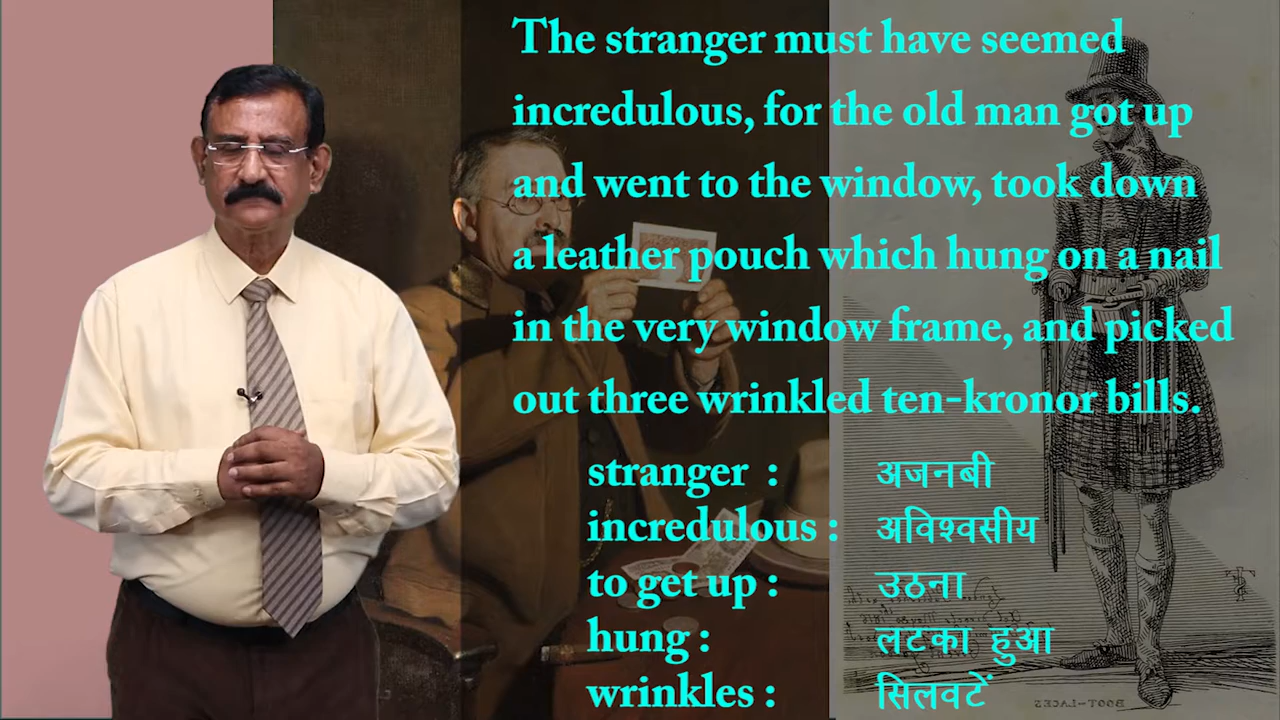 The stranger must have seemed
incredulous, for the old man got up
and went to the window, took down
a leather pouch which hung on a nail
in the very window frame, and picked
out three wrinkled ten-kronor bills.
stranger : अजनबी
incredulous : अविश्वसीय
to get up : उठना
hung : लटका हुआ
wrinkles : सिलवटें
BOOT-LACES